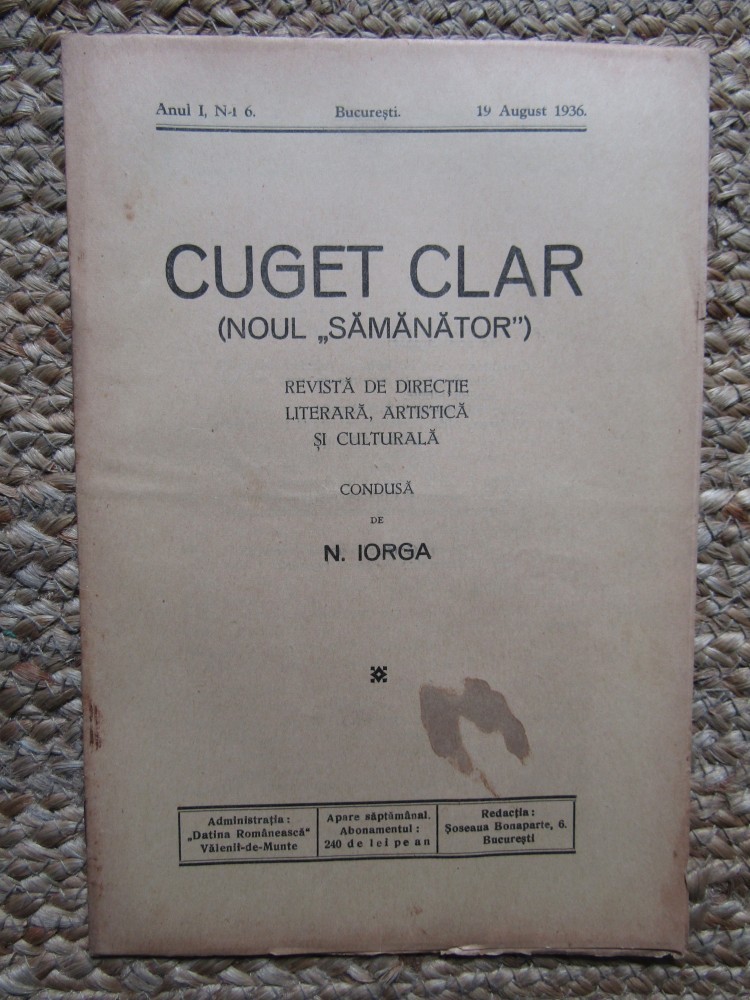 Anul I, N-1 6. București. 19 August 1936.
CUGET CLAR
(NOUL „SĂMĂNĂTOR”)
REVISTĂ DE DIRECȚIE
LITERARĂ, ARTISTICĂ
ȘI CULTURALĂ
CONDUSĂ
DE
N. IORGA
Administrația:
„Datina Românească“
Vălenii-de-Munte
Apare săptămânal.
Abonamentul:
240 de lei pe an
Redacția:
Șoseaua Bonaparte, 6.
București